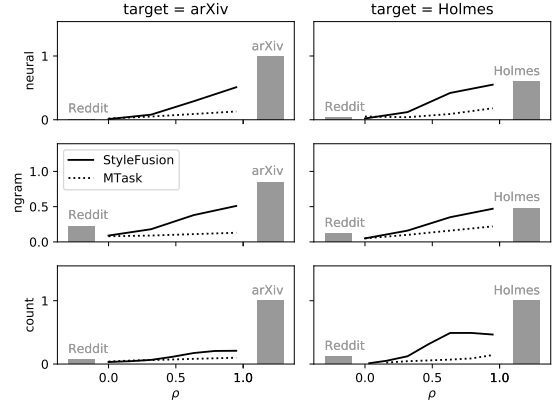 target = arXiv
target = Holmes
neural
1
0
Reddit
arXiv
Reddit
Holmes
ngram
1.0
0.5
0.0
StyleFusion
MTask
Reddit
arXiv
Reddit
Holmes
count
1
0
Reddit
arXiv
Reddit
Holmes
0.0 0.5 1.0
0.0 0.5 1.0
ρ
ρ